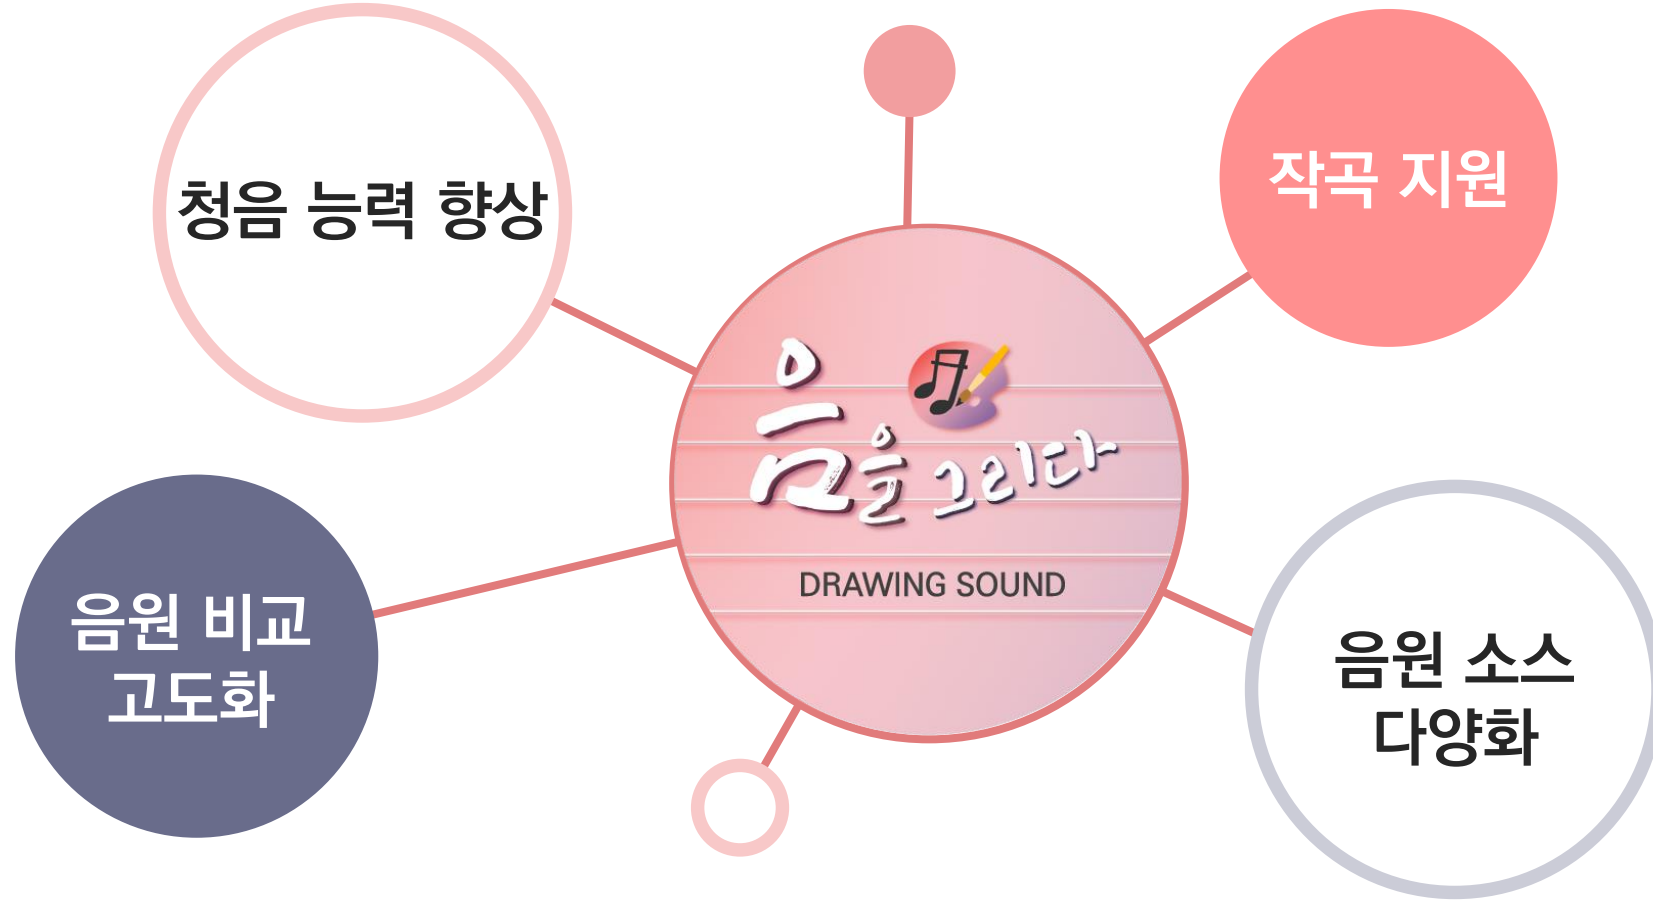 청음 능력 향상
작곡 지원
음을 그리다
DRAWING SOUND
음원 비교
고도화
음원 소스
다양화